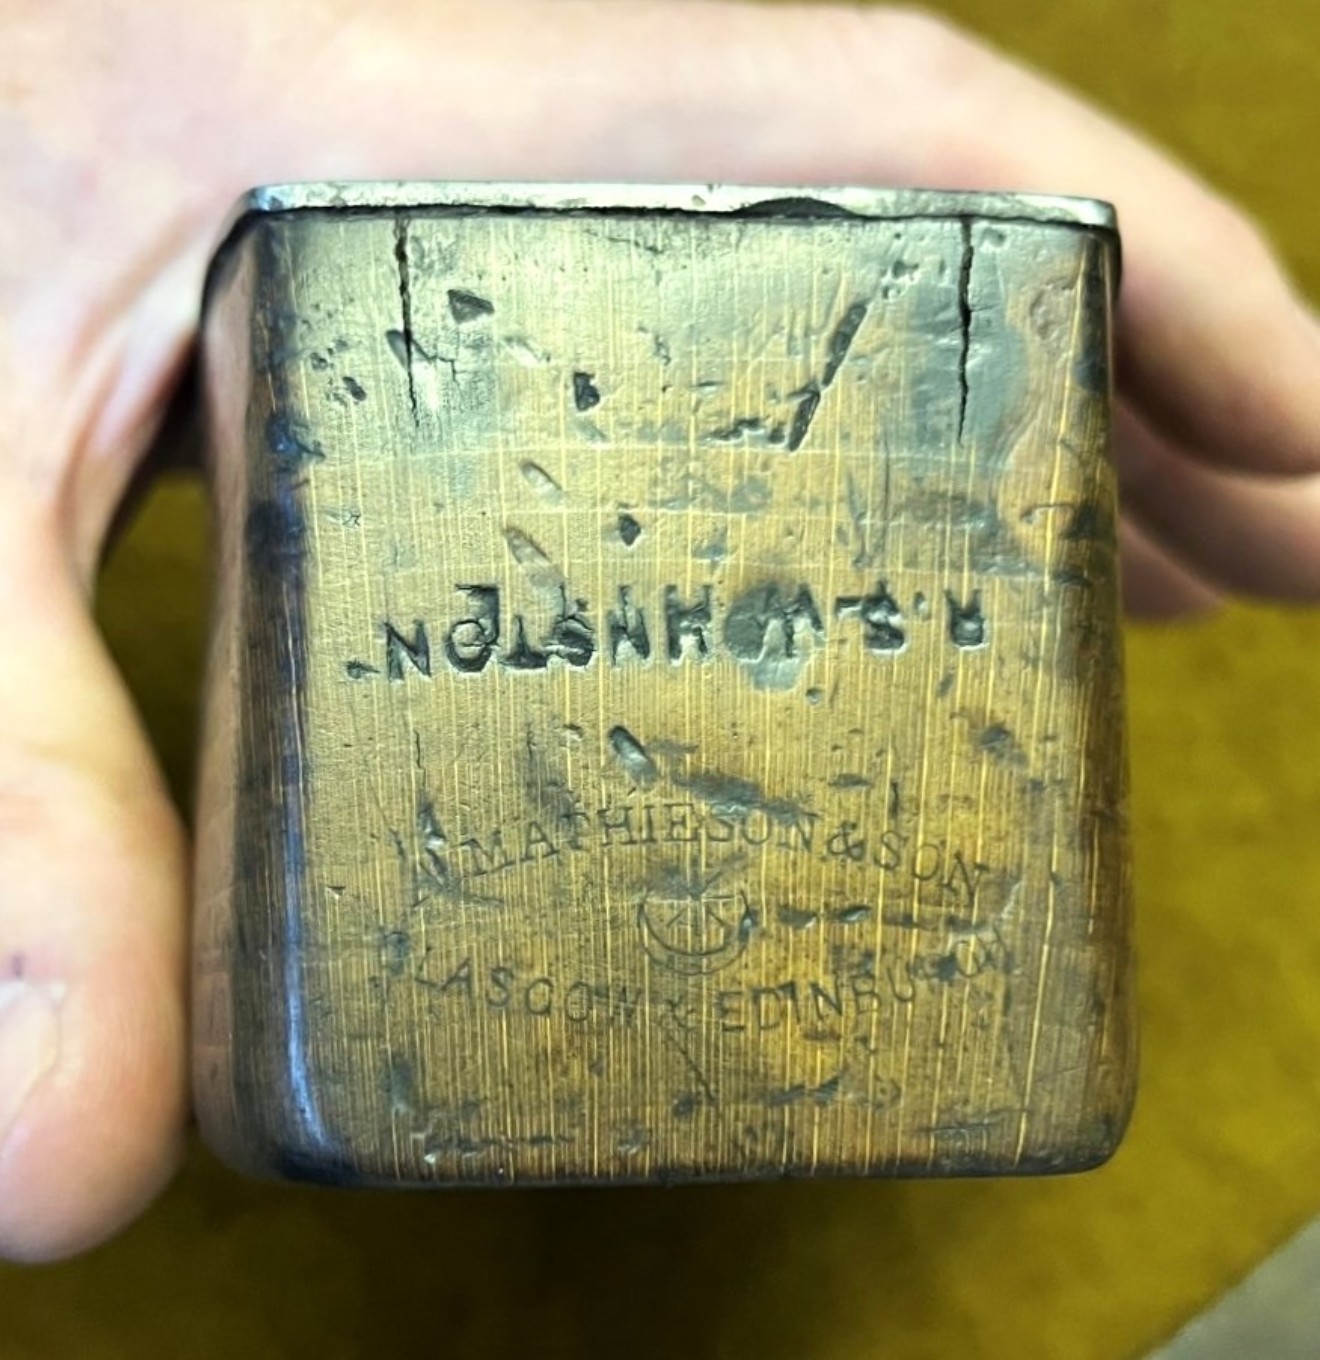 R.S. JOHNSTON
MATHIESON & SON
GLASGOW & EDINBURGH